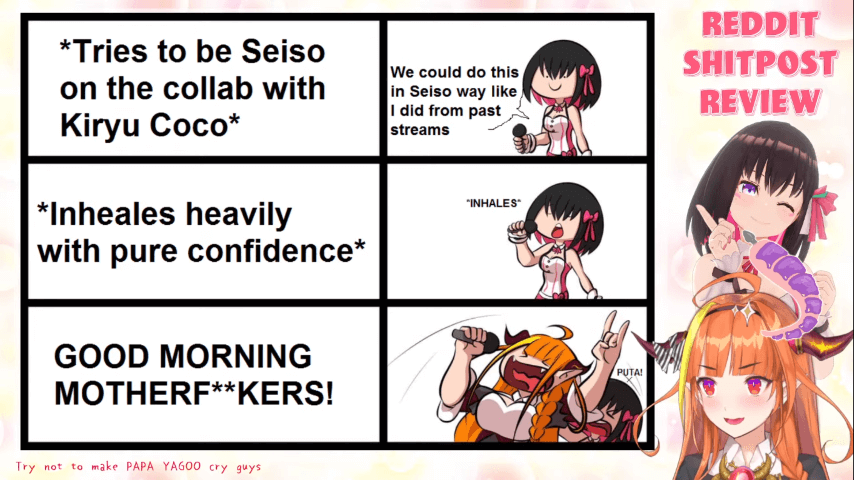 *Tries to be Seiso
on the collab with
Kiryu Coco*
We could do this
in Seiso way like
I did from past
streams
*Inheales heavily
with pure confidence*
*INHALES*
GOOD MORNING
MOTHERF**KERS!
PUTA!
REDDIT
SHITPOST
REVIEW
Try not to make PAPA YAGOO cry guys